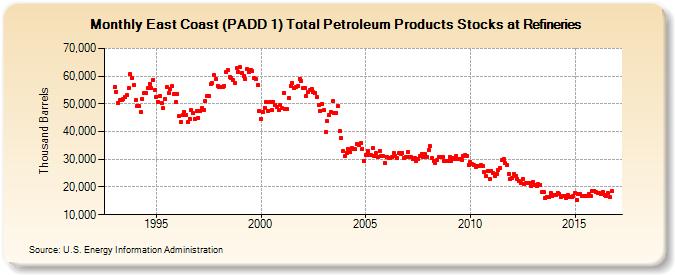 Monthly East Coast (PADD 1) Total Petroleum Products Stocks at Refineries
Thousand Barrels
70,000
60,000
50,000
40,000
30,000
20,000
10,000
1995 2000 2005 2010 2015
Source: U.S. Energy Information Administration